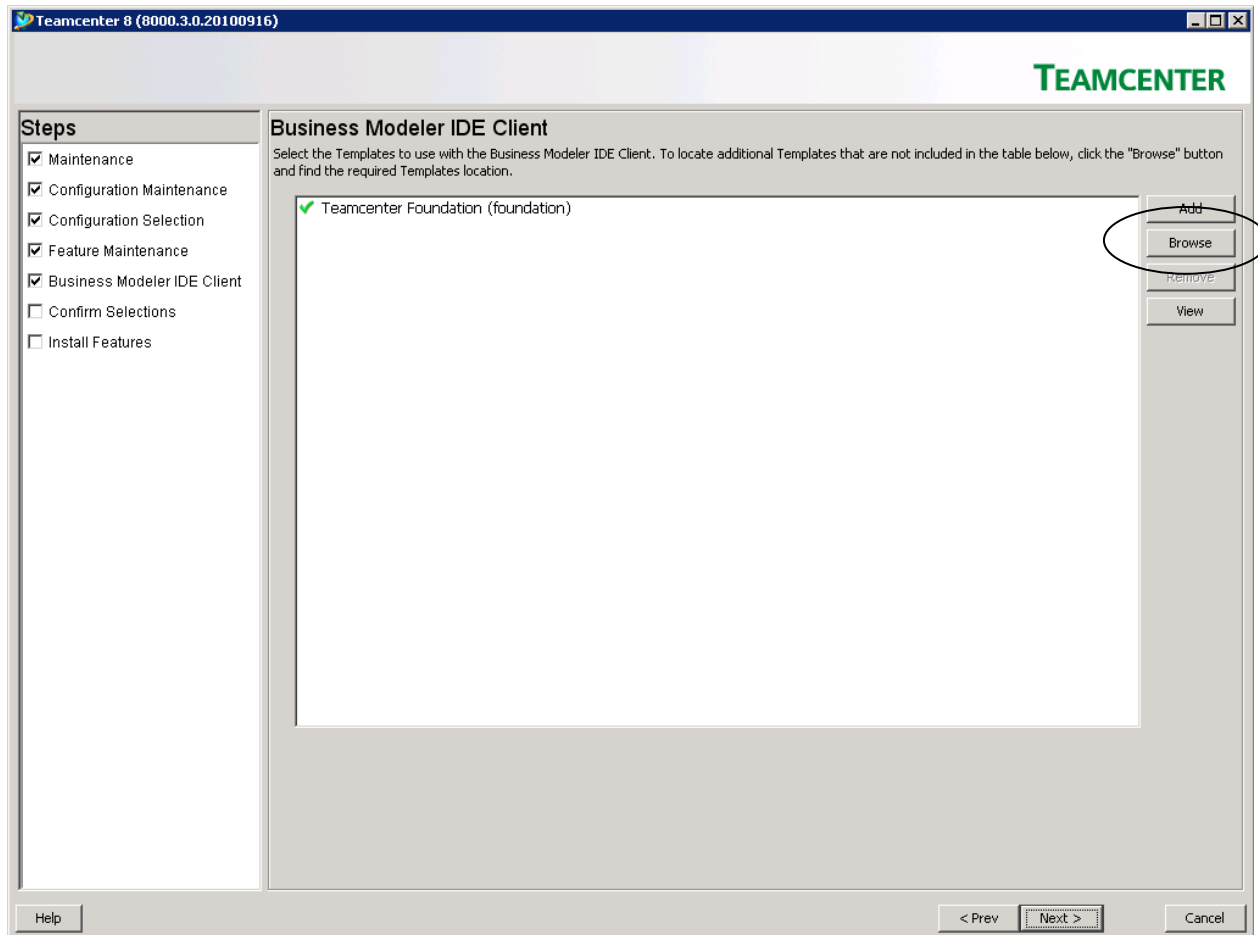 Teamcenter 8 (8000.3.0.20100916)
TEAMCENTER
Steps
Maintenance
Configuration Maintenance
Configuration Selection
Feature Maintenance
Business Modeler IDE Client
Confirm Selections
Install Features
Business Modeler IDE Client
Select the Templates to use with the Business Modeler IDE Client. To locate additional Templates that are not included in the table below, click the "Browse" button
and find the required Templates location.
Teamcenter Foundation (foundation)
Add
Browse
Remove
View
Help
< Prev
Next >
Cancel